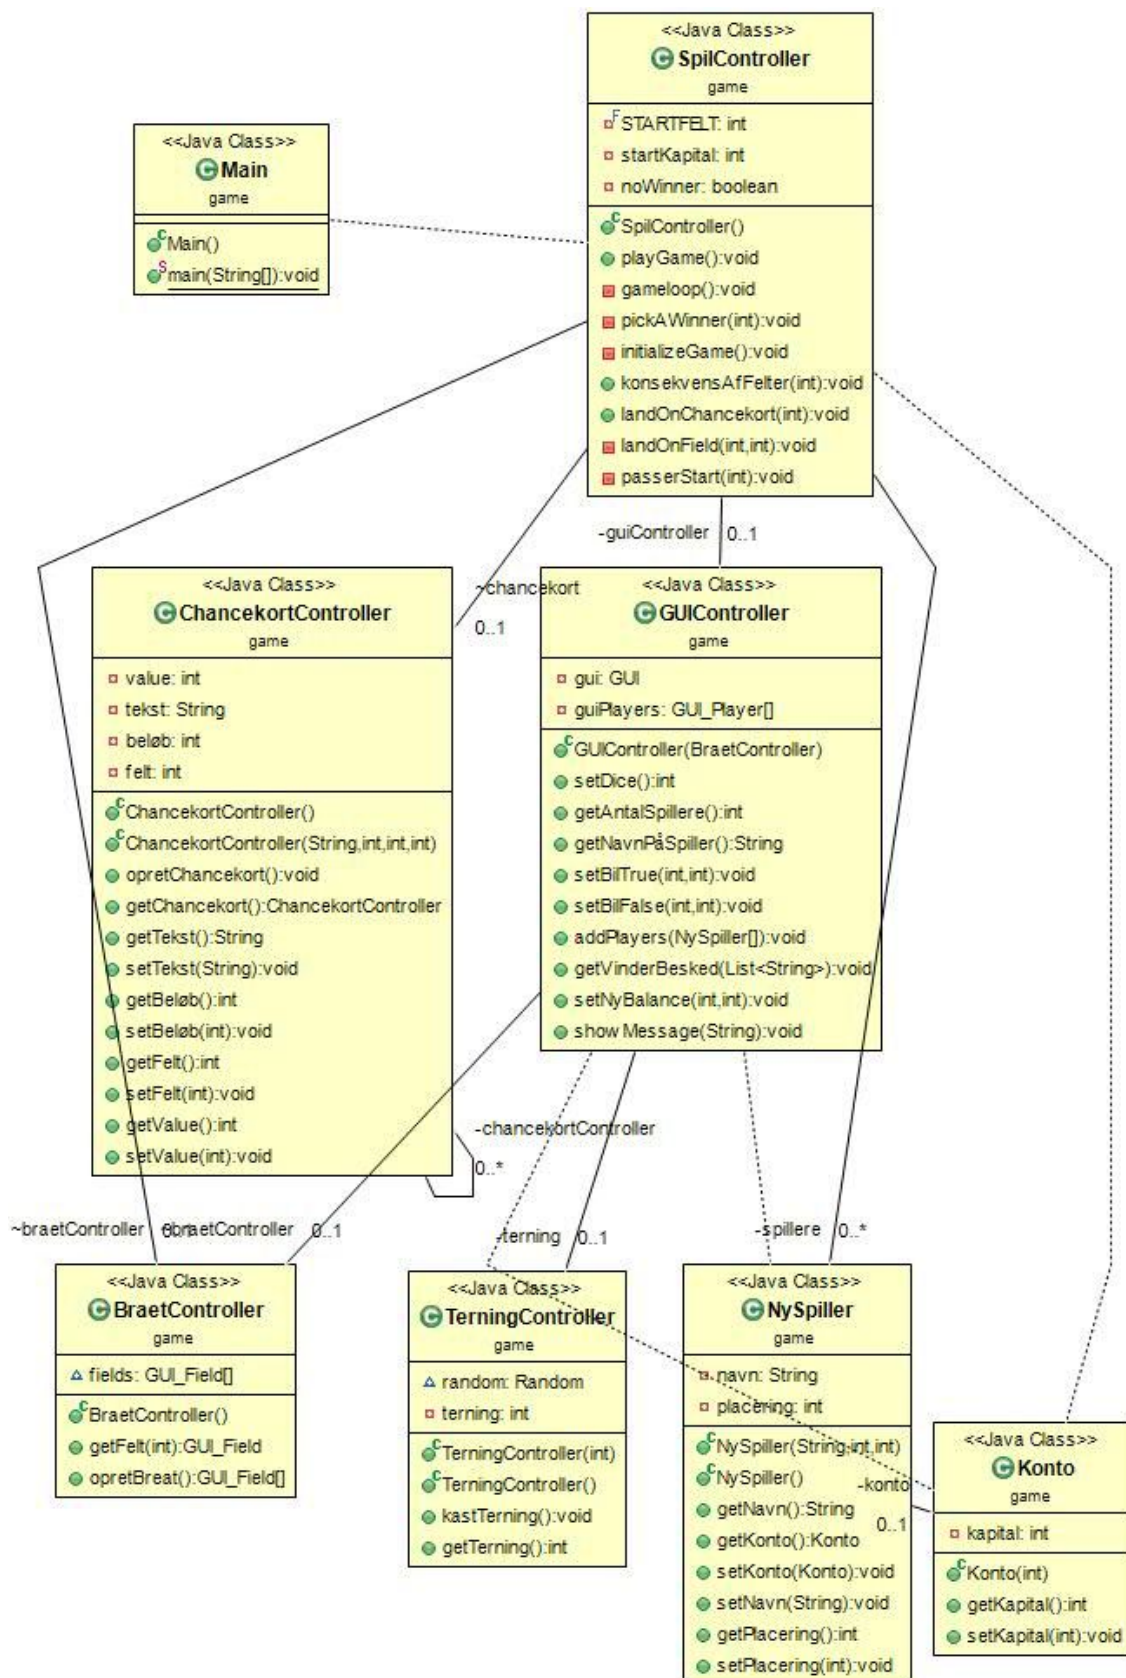 <<Java Class>>
SpilController
game
STARTFELT: int
startKapital: int
noWinner: boolean
SpilController()
playGame():void
gameloop():void
pickAWinner(int):void
initializeGame():void
konsekvensAfFelter(int):void
landOnChancekort(int):void
landOnField(int,int):void
passerStart(int):void
<<Java Class>>
Main
game
Main()
main(String[]):void
-guiController 0..1
~chancekort
0..1
<<Java Class>>
ChancekortController
game
value: int
tekst: String
beløb: int
felt: int
ChancekortController()
ChancekortController(String,int,int,int)
opretChancekort():void
getChancekort():ChancekortController
getTekst():String
setTekst(String):void
getBeløb():int
setBeløb(int):void
getFelt():int
setFelt(int):void
getValue():int
setValue(int):void
<<Java Class>>
GUIController
game
gui: GUI
guiPlayers: GUI_Player[]
GUIController(BraetController)
setDice():int
getAntalSpillere():int
getNavnPåSpiller():String
setBilTrue(int,int):void
setBilFalse(int,int):void
addPlayers(NySpiller[]):void
getVinderBesked(List<String>):void
setNyBalance(int,int):void
showMessage(String):void
-chancekortController
0..*
~braetController 0..1
~braetController 0..1
-terning 0..1
-spillere 0..*
<<Java Class>>
BraetController
game
fields: GUI_Field[]
BraetController()
getFelt(int):GUI_Field
opretBreat():GUI_Field[]
<<Java Class>>
TerningController
game
random: Random
terning: int
TerningController(int)
TerningController()
kastTerning():void
getTerning():int
<<Java Class>>
NySpiller
game
navn: String
placering: int
NySpiller(String,int,int)
NySpiller()
getNavn():String
getKonto():Konto
setKonto(Konto):void
setNavn(String):void
getPlacering():int
setPlacering(int):void
-konto
0..1
<<Java Class>>
Konto
game
kapital: int
Konto(int)
getKapital():int
setKapital(int):void